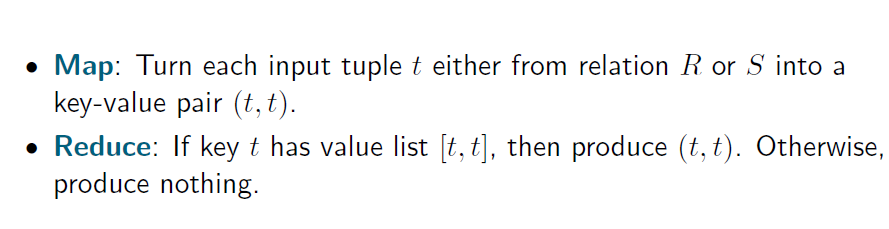 • Map: Turn each input tuple t either from relation R or S into a
key-value pair (t, t).
• Reduce: If key t has value list [t, t], then produce (t, t). Otherwise,
produce nothing.